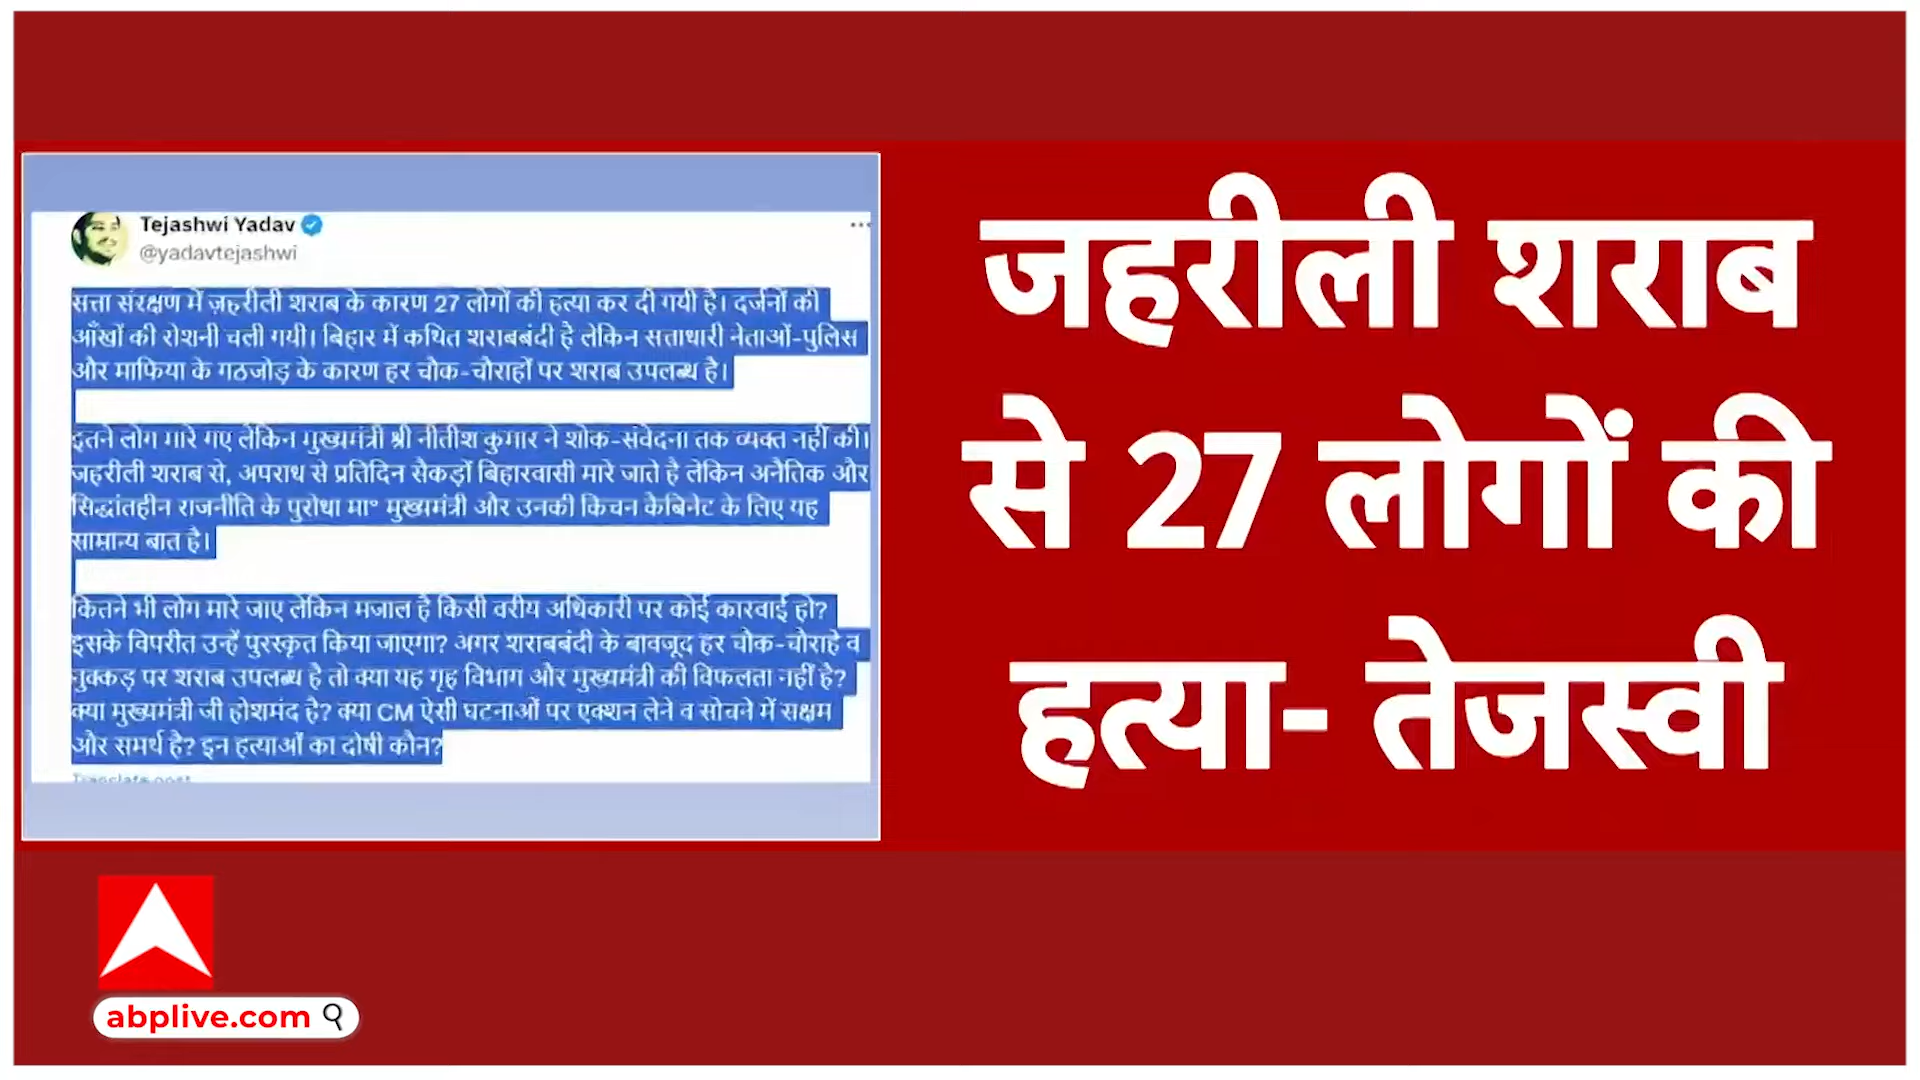 Tejashwi Yadav
@yadavtejashwi
सत्ता संरक्षण में ज़हरीली शराब के कारण 27 लोगों की हत्या कर दी गयी है। दर्जनों की
आँखों की रोशनी चली गयी। बिहार में कथित शराबबंदी है लेकिन सत्ताधारी नेताओं-पुलिस
और माफिया के गठजोड़ के कारण हर चौक-चौराहों पर शराब उपलब्ध है।
इतने लोग मारे गए लेकिन मुख्यमंत्री श्री नीतीश कुमार ने शोक-संवेदना तक व्यक्त नहीं की।
जहरीली शराब से, अपराध से प्रतिदिन सैकड़ों बिहारवासी मारे जाते है लेकिन अनैतिक और
सिद्धांतहीन राजनीति के पुरोधा मा॰ मुख्यमंत्री और उनकी किचन कैबिनेट के लिए यह
सामान्य बात है।
कितने भी लोग मारे जाए लेकिन मजाल है किसी वरीय अधिकारी पर कोई कारवाई हो?
इसके विपरीत उन्हें पुरस्कृत किया जाएगा? अगर शराबबंदी के बावजूद हर चौक-चौराहे व
नुक्कड़ पर शराब उपलब्ध है तो क्या यह गृह विभाग और मुख्यमंत्री की विफलता नहीं है?
क्या मुख्यमंत्री जी होशमंद है? क्या CM ऐसी घटनाओं पर एक्शन लेने व सोचने में सक्षम
और समर्थ है? इन हत्याओं का दोषी कौन?
Translate post
जहरीली शराब
से 27 लोगों की
हत्या- तेजस्वी
abplive.com